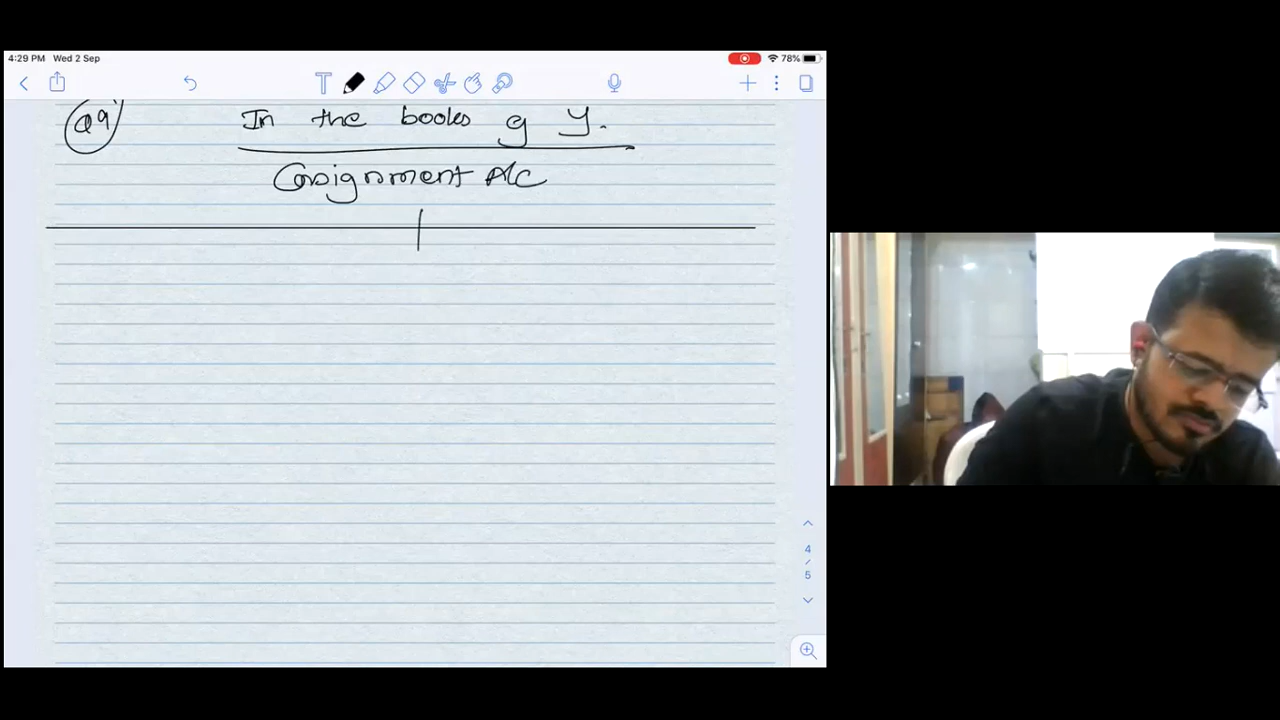 4:29 PM Wed 2 Sep
78%
T
Q9
In the books of Y.
Consignment A/C
4
/
5